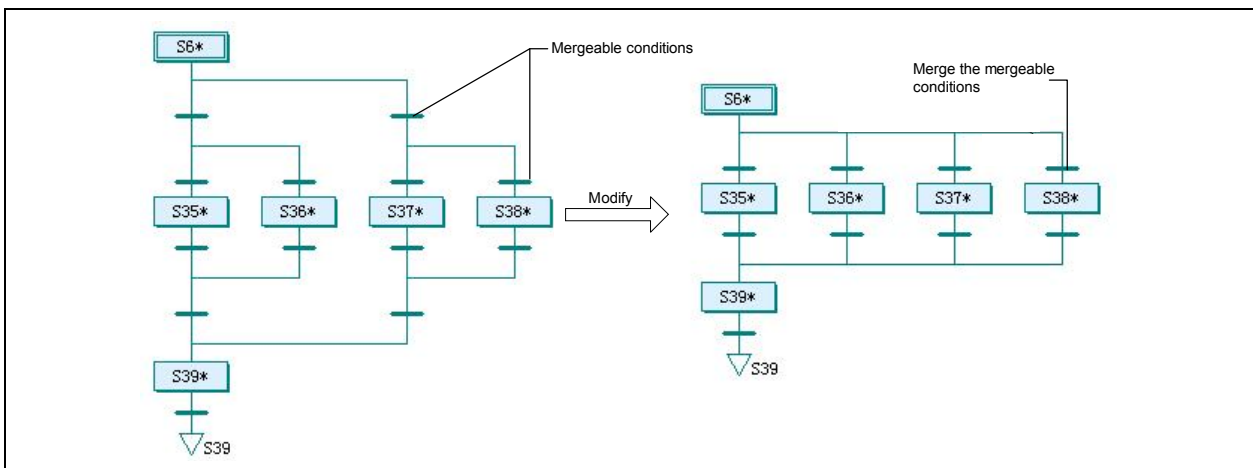 S6*
Mergeable conditions
S35*
S36*
S37*
S38*
S39*
S39
Modify
Merge the mergeable
conditions
S6*
S35*
S36*
S37*
S38*
S39*
S39